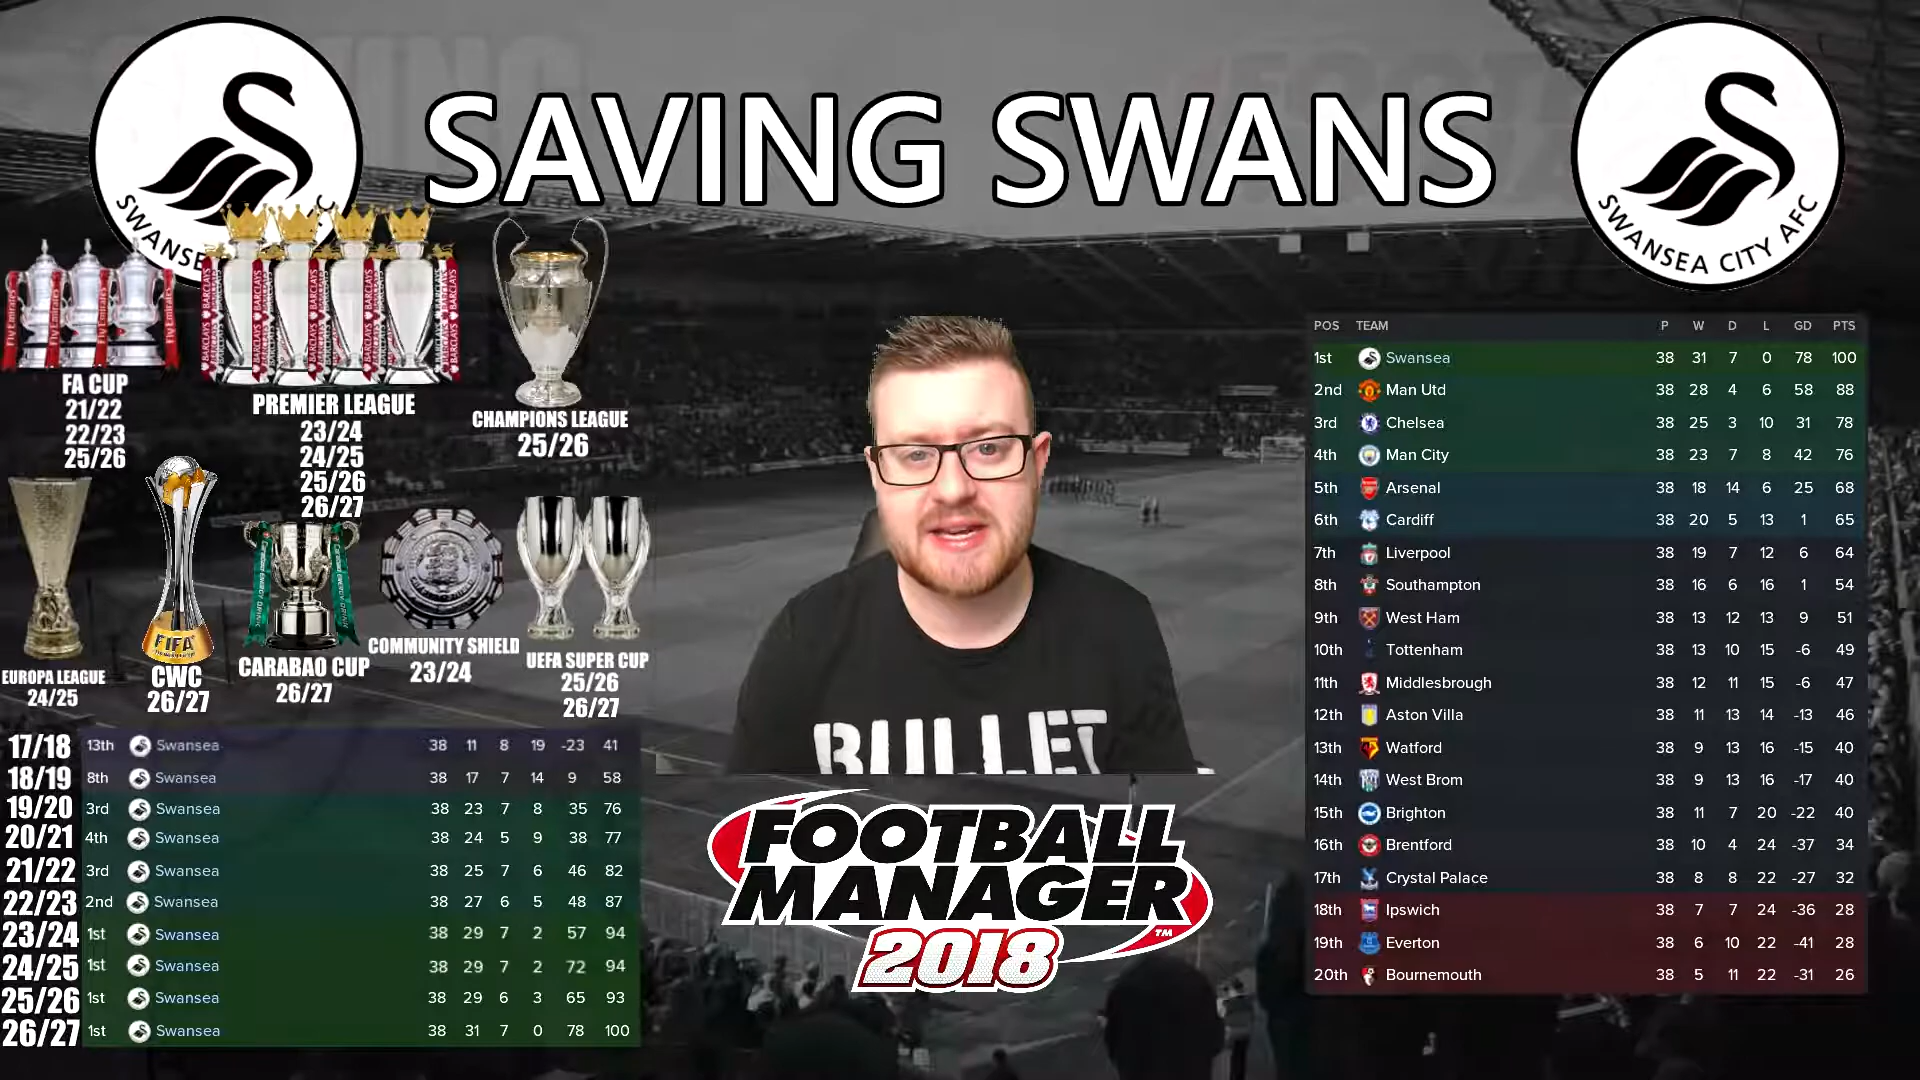 SAVING SWANS
SWANSEA CITY AFC
FA CUP
21/22
22/23
25/26
PREMIER LEAGUE
23/24
24/25
25/26
26/27
CHAMPIONS LEAGUE
25/26
EUROPA LEAGUE
24/25
FIFA
CWC
26/27
CARABAO CUP
26/27
COMMUNITY SHIELD
23/24
UEFA SUPER CUP
25/26
26/27
Fly Emirates
BARCLAYS
17/18 13th Swansea 38 11 8 19 -23 41
18/19 8th Swansea 38 17 7 14 9 58
19/20 3rd Swansea 38 23 7 8 35 76
20/21 4th Swansea 38 24 5 9 38 77
21/22 3rd Swansea 38 25 7 6 46 82
22/23 2nd Swansea 38 27 6 5 48 87
23/24 1st Swansea 38 29 7 2 57 94
24/25 1st Swansea 38 29 7 2 72 94
25/26 1st Swansea 38 29 6 3 65 93
26/27 1st Swansea 38 31 7 0 78 100
BULLET
FOOTBALL
MANAGER
2018
TM
POS TEAM P W D L GD PTS
1st Swansea 38 31 7 0 78 100
2nd Man Utd 38 28 4 6 58 88
3rd Chelsea 38 25 3 10 31 78
4th Man City 38 23 7 8 42 76
5th Arsenal 38 18 14 6 25 68
6th Cardiff 38 20 5 13 1 65
7th Liverpool 38 19 7 12 6 64
8th Southampton 38 16 6 16 1 54
9th West Ham 38 13 12 13 9 51
10th Tottenham 38 13 10 15 -6 49
11th Middlesbrough 38 12 11 15 -6 47
12th Aston Villa 38 11 13 14 -13 46
13th Watford 38 9 13 16 -15 40
14th West Brom 38 9 13 16 -17 40
15th Brighton 38 11 7 20 -22 40
16th Brentford 38 10 4 24 -37 34
17th Crystal Palace 38 8 8 22 -27 32
18th Ipswich 38 7 7 24 -36 28
19th Everton 38 6 10 22 -41 28
20th Bournemouth 38 5 11 22 -31 26